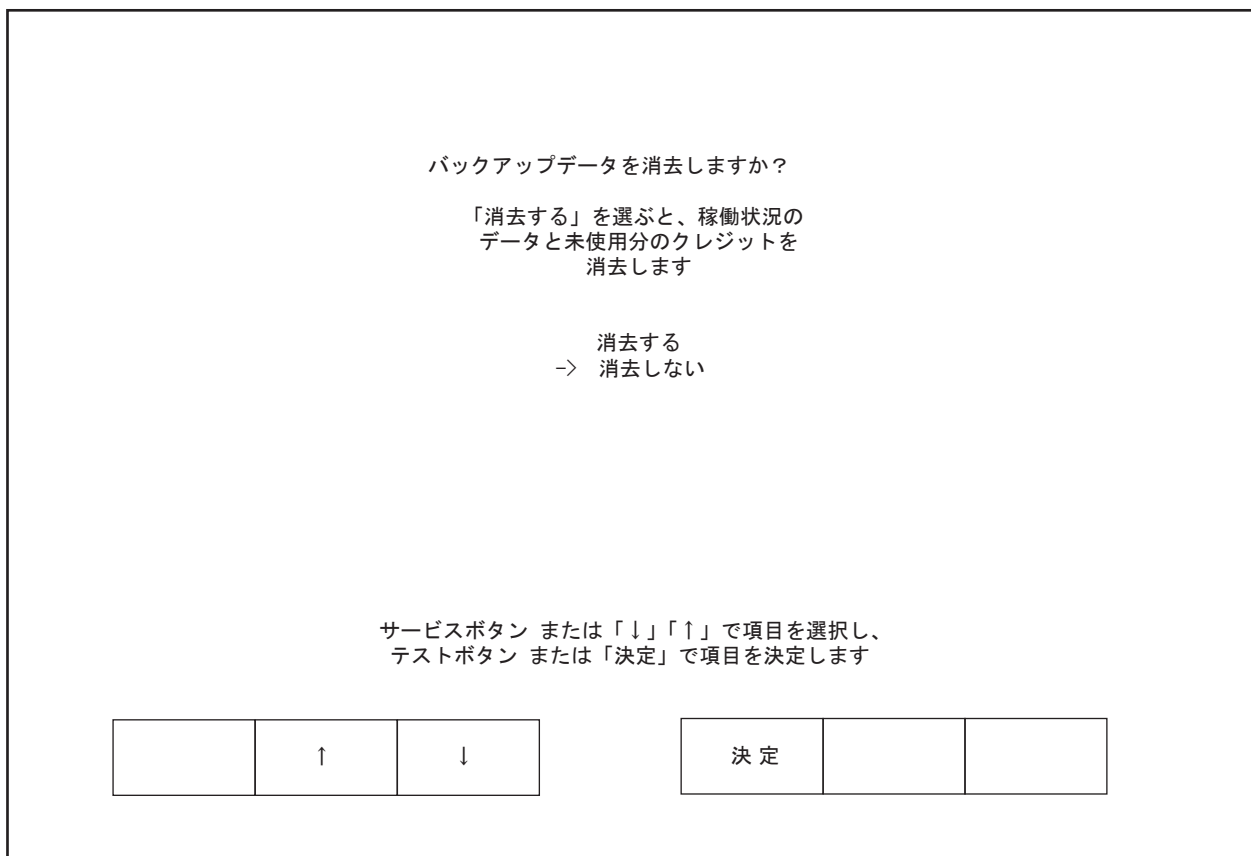 バックアップデータを消去しますか？
「消去する」を選ぶと、稼働状況の
データと未使用分のクレジットを
消去します
消去する
-> 消去しない
サービスボタン または「↓」「↑」で項目を選択し、
テストボタン または「決定」で項目を決定します
↑ ↓ 決 定